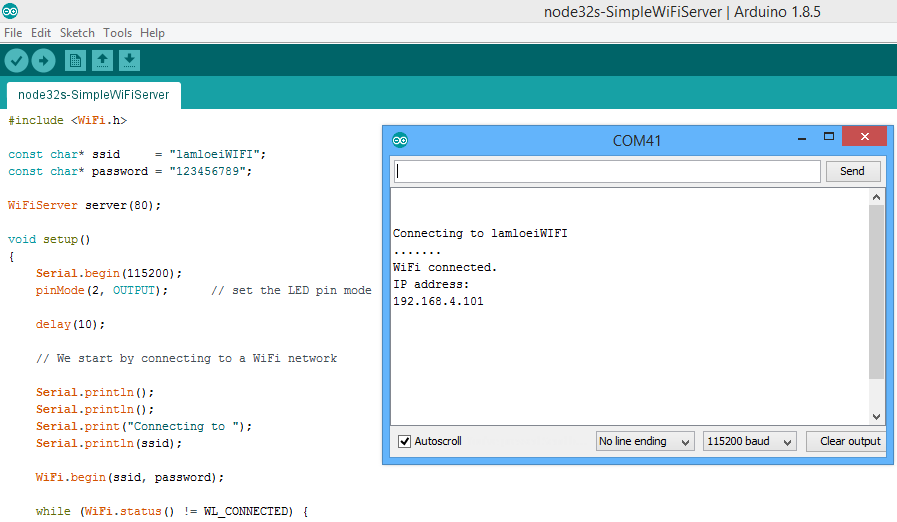 node32s-SimpleWiFiServer | Arduino 1.8.5
File Edit Sketch Tools Help
node32s-SimpleWiFiServer
#include <WiFi.h>
const char* ssid     = "lamloeiWIFI";
const char* password = "123456789";
WiFiServer server(80);
void setup()
{
    Serial.begin(115200);
    pinMode(2, OUTPUT);      // set the LED pin mode
    delay(10);
    // We start by connecting to a WiFi network
    Serial.println();
    Serial.println();
    Serial.print("Connecting to ");
    Serial.println(ssid);
    WiFi.begin(ssid, password);
    while (WiFi.status() != WL_CONNECTED) {
COM41
Send
Connecting to lamloeiWIFI
.......
WiFi connected.
IP address:
192.168.4.101
Autoscroll
No line ending
115200 baud
Clear output